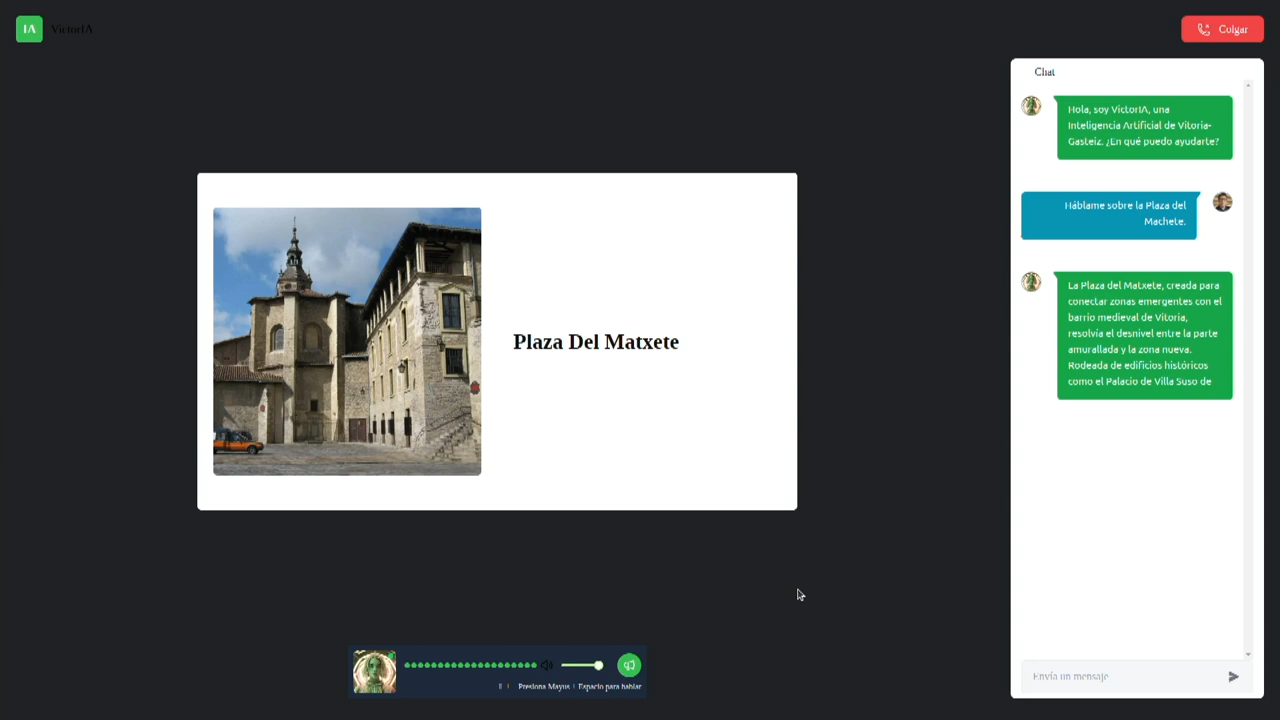 IA VictorIA
Colgar
Chat
Hola, soy VictorIA, una
Inteligencia Artificial de Vitoria-
Gasteiz. ¿En qué puedo ayudarte?
Háblame sobre la Plaza del
Machete.
La Plaza del Matxete, creada para
conectar zonas emergentes con el
barrio medieval de Vitoria,
resolvía el desnivel entre la parte
amurallada y la zona nueva.
Rodeada de edificios históricos
como el Palacio de Villa Suso de
Plaza Del Matxete
Presiona Mayus + Espacio para hablar
Envía un mensaje